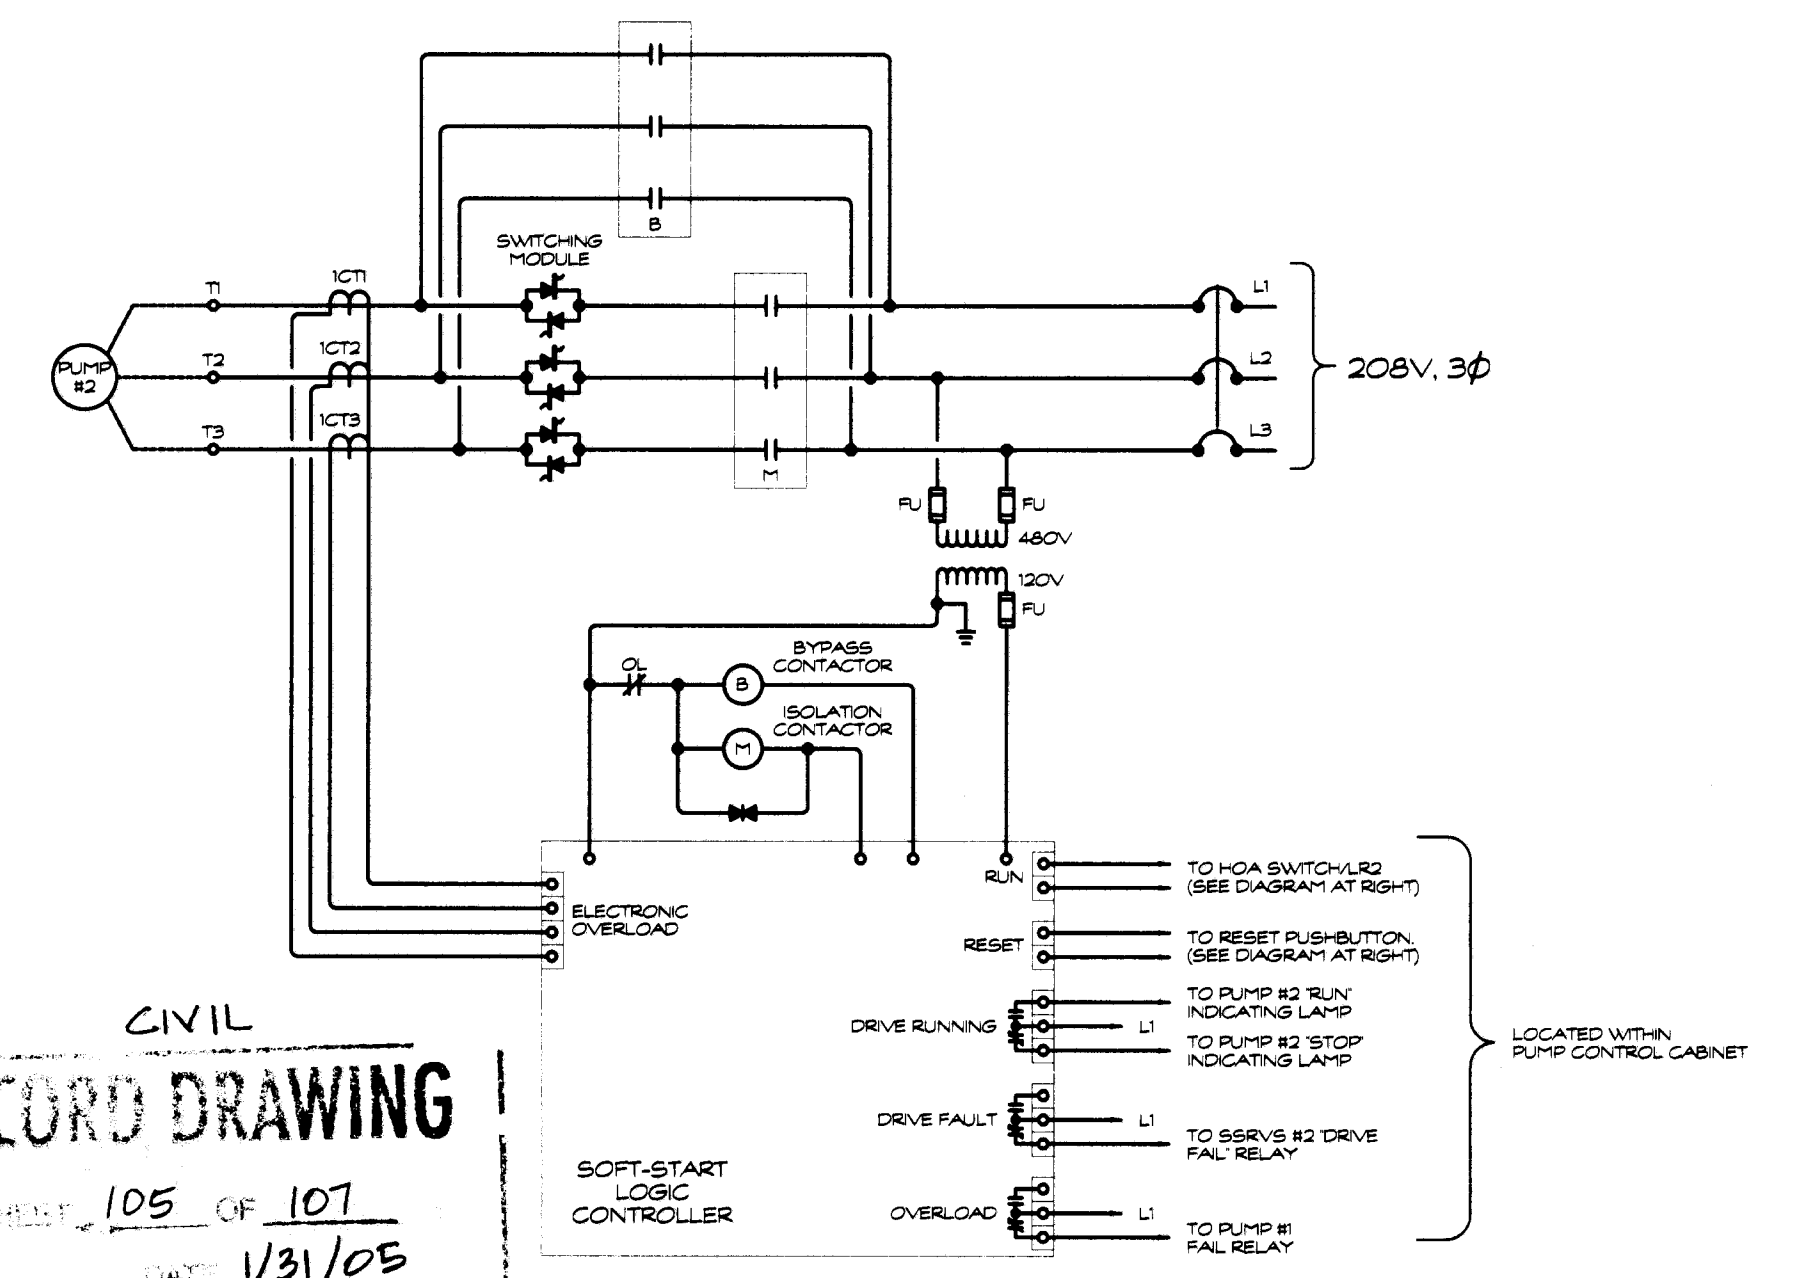 B
SWITCHING
MODULE
1CT1
T1
L1
1CT2
T2
L2
PUMP
#2
208V, 3Ø
1CT3
T3
L3
M
FU
FU
480V
120V
FU
BYPASS
CONTACTOR
OL
B
ISOLATION
CONTACTOR
M
RUN
TO HOA SWITCH/LR2
(SEE DIAGRAM AT RIGHT)
ELECTRONIC
OVERLOAD
RESET
TO RESET PUSHBUTTON.
(SEE DIAGRAM AT RIGHT)
TO PUMP #2 "RUN"
INDICATING LAMP
DRIVE RUNNING
L1
TO PUMP #2 "STOP"
INDICATING LAMP
LOCATED WITHIN
PUMP CONTROL CABINET
DRIVE FAULT
L1
TO SSRVS #2 "DRIVE
FAIL" RELAY
SOFT-START
LOGIC
CONTROLLER
OVERLOAD
L1
TO PUMP #1
FAIL RELAY
CIVIL
CORD DRAWING
105 OF 107
DATE 1/31/05